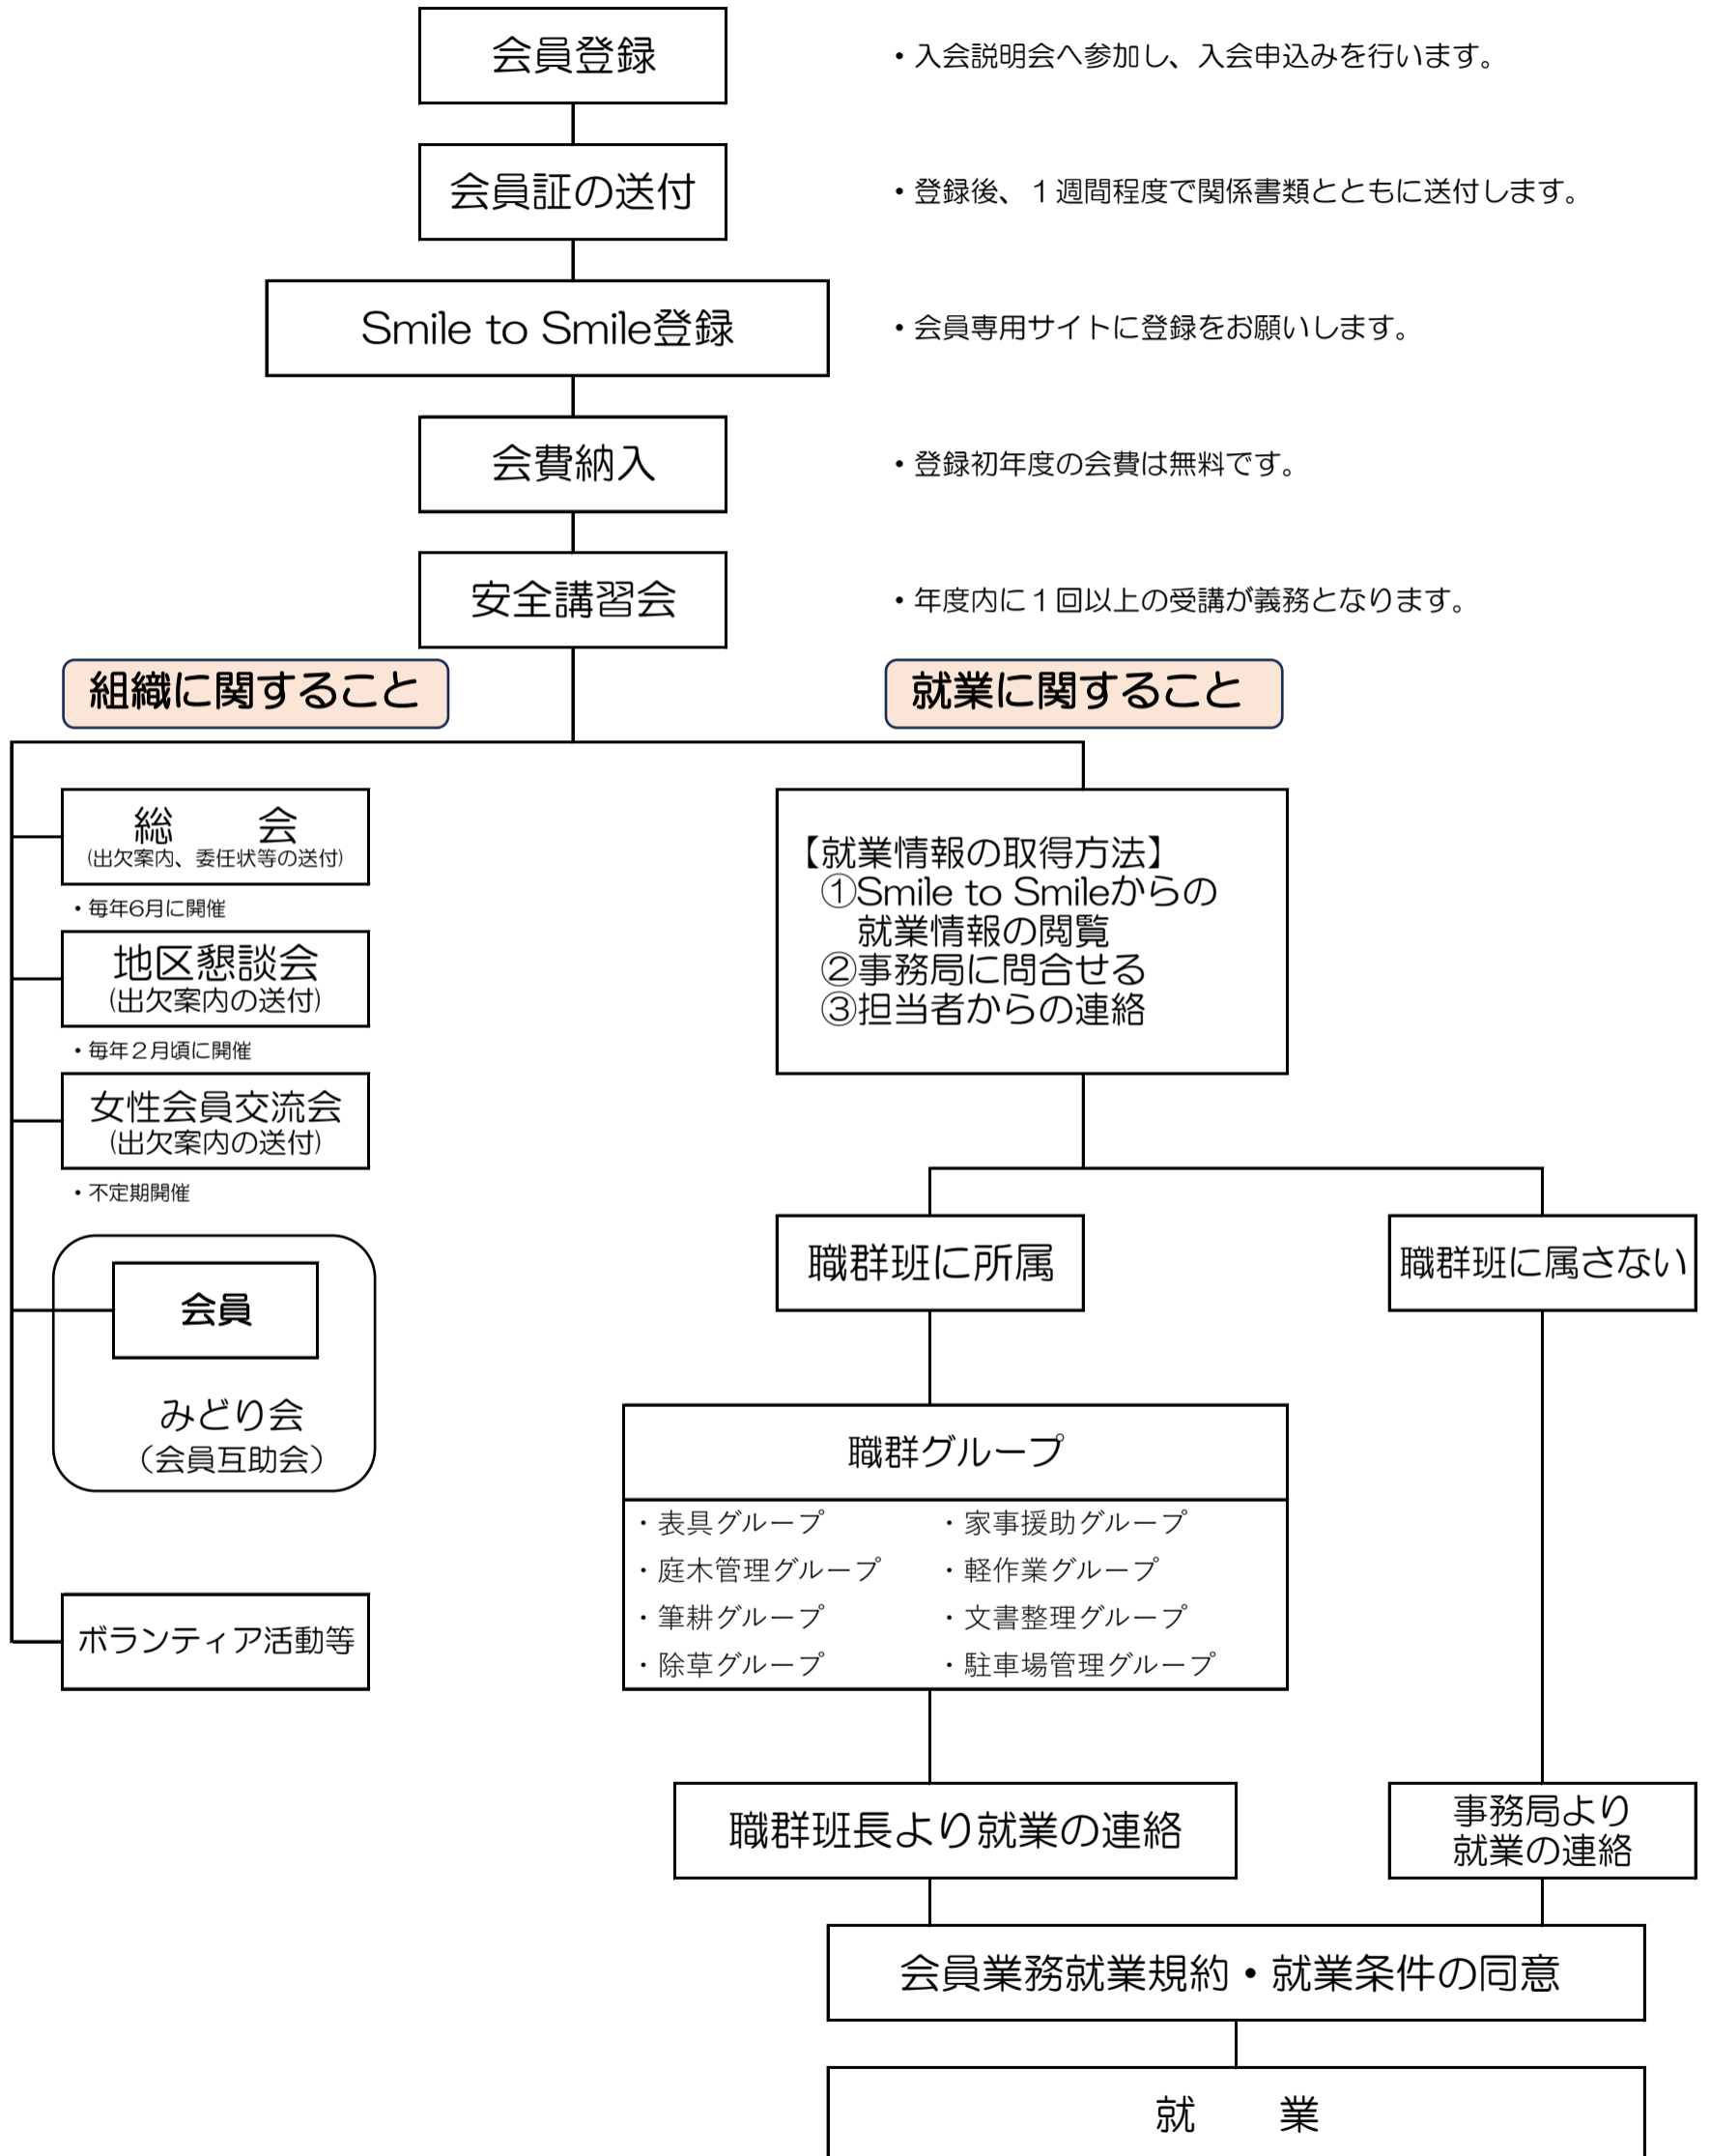 会員登録
・入会説明会へ参加し、入会申込みを行います。
会員証の送付
・登録後、１週間程度で関係書類とともに送付します。
Smile to Smile登録
・会員専用サイトに登録をお願いします。
会費納入
・登録初年度の会費は無料です。
安全講習会
・年度内に１回以上の受講が義務となります。
組織に関すること
総　　会
(出欠案内、委任状等の送付)
・毎年6月に開催
地区懇談会
(出欠案内の送付)
・毎年２月頃に開催
女性会員交流会
(出欠案内の送付)
・不定期開催
会員
みどり会
（会員互助会）
ボランティア活動等
就業に関すること
【就業情報の取得方法】
①Smile to Smileからの
就業情報の閲覧
②事務局に問合せる
③担当者からの連絡
職群班に所属
職群班に属さない
職群グループ
・表具グループ
・家事援助グループ
・庭木管理グループ
・軽作業グループ
・筆耕グループ
・文書整理グループ
・除草グループ
・駐車場管理グループ
職群班長より就業の連絡
事務局より
就業の連絡
会員業務就業規約・就業条件の同意
就　　業